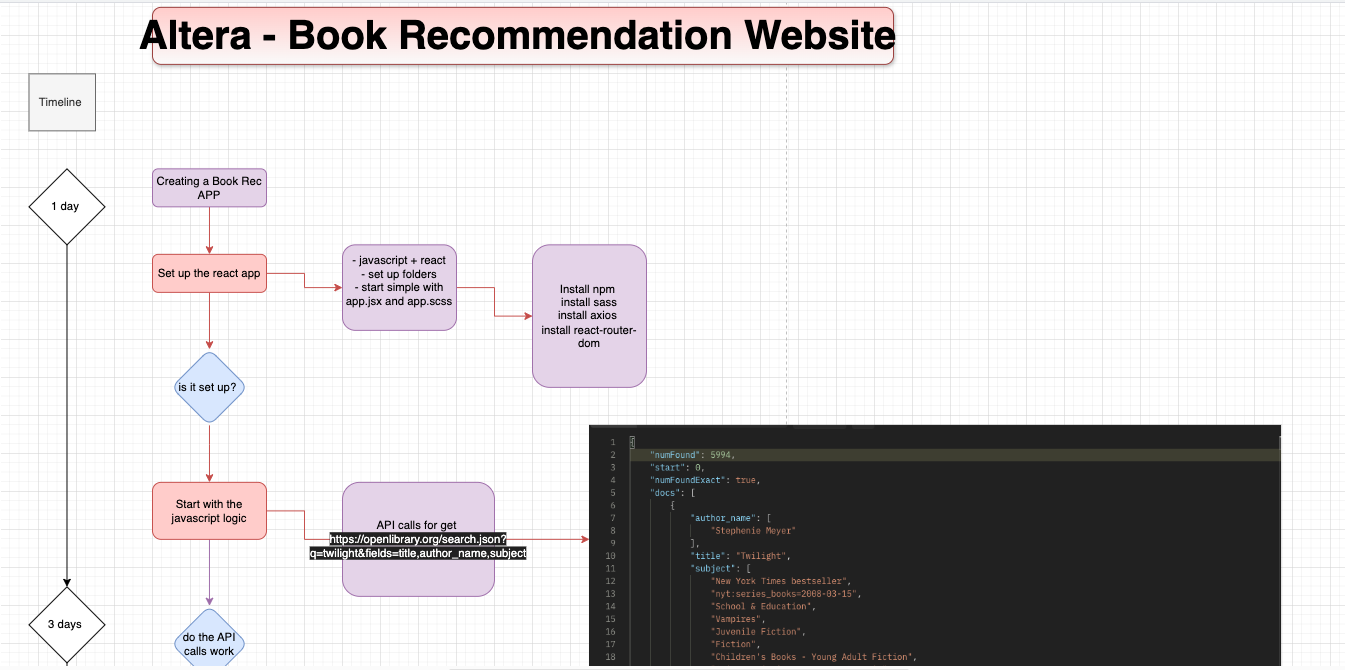 Altera - Book Recommendation Website
Timeline
1 day
Creating a Book Rec
APP
Set up the react app
- javascript + react
- set up folders
- start simple with
app.jsx and app.scss
Install npm
install sass
install axios
install react-router-
dom
is it set up?
Start with the
javascript logic
API calls for get
https://openlibrary.org/search.json?
q=twilight&fields=title,author_name,subject
1 {
2 "numFound": 5994,
3 "start": 0,
4 "numFoundExact": true,
5 "docs": [
6 {
7 "author_name": [
8 "Stephenie Meyer"
9 ],
10 "title": "Twilight",
11 "subject": [
12 "New York Times bestseller",
13 "nyt:series_books=2008-03-15",
14 "School & Education",
15 "Vampires",
16 "Juvenile Fiction",
17 "Fiction",
18 "Children's Books - Young Adult Fiction",
3 days
do the API
calls work